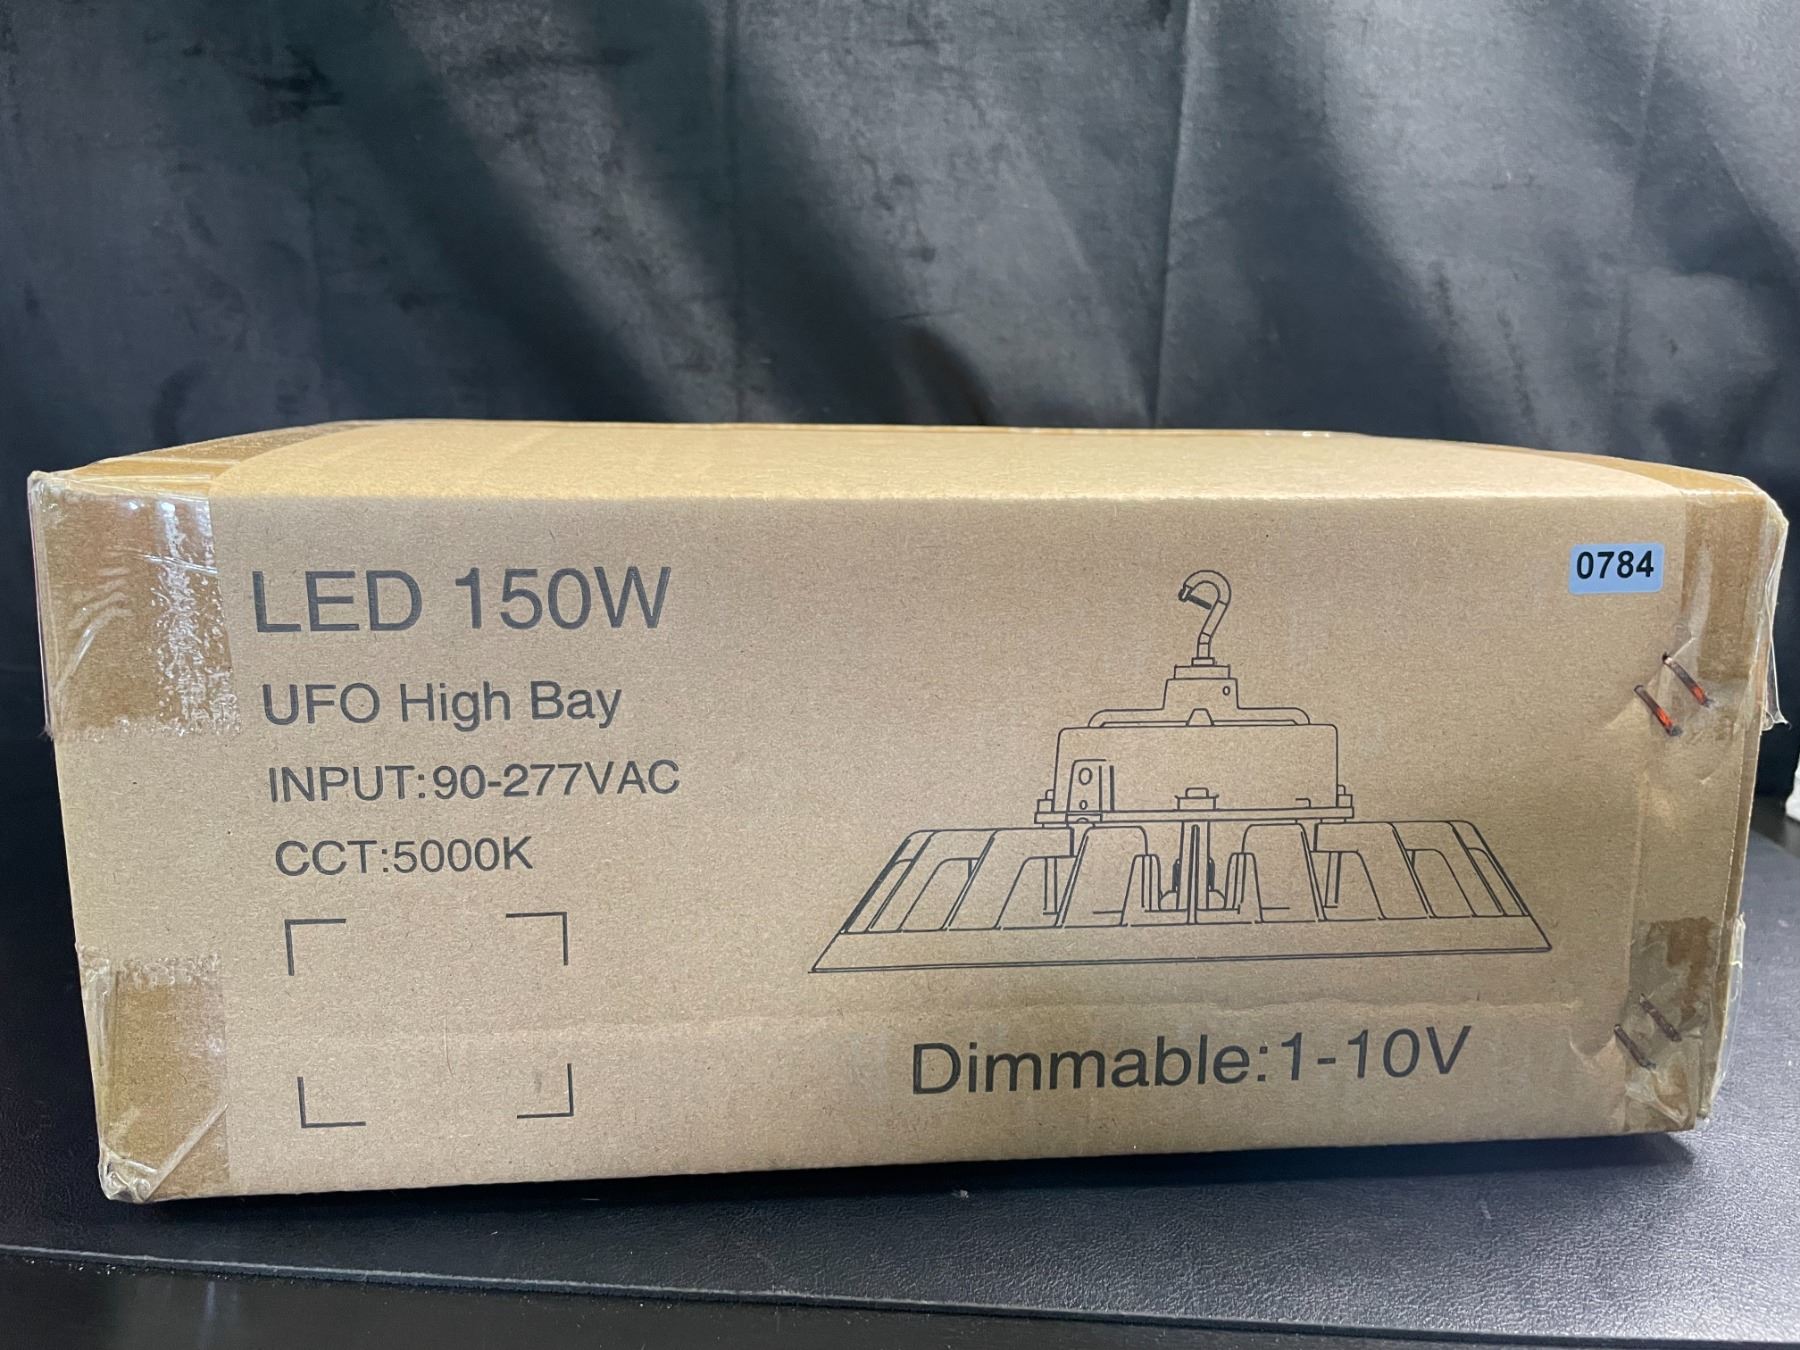 LED 150W
0784
UFO High Bay
INPUT:90-277VAC
CCT:5000K
Dimmable:1-10V